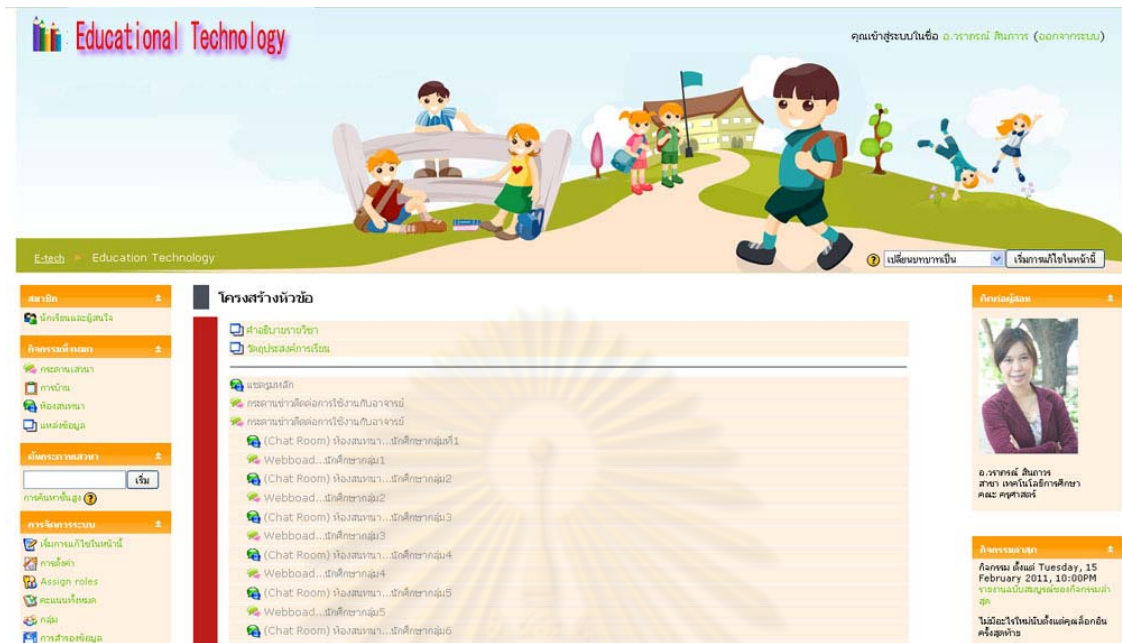 Educational Technology
คุณเข้าสู่ระบบในชื่อ อ.วราภรณ์ สินถาวร (ออกจากระบบ)
E-tech ► Education Technology
เปลี่ยนบทบาทเป็น
เริ่มการแก้ไขในหน้านี้
สมาชิก
นักเรียนและผู้สนใจ
กิจกรรมทั้งหมด
กระดานเสวนา
การบ้าน
ห้องสนทนา
แหล่งข้อมูล
ค้นกระดานเสวนา
เริ่ม
การค้นหาขั้นสูง
การจัดการระบบ
เริ่มการแก้ไขในหน้านี้
การตั้งค่า
Assign roles
คะแนนทั้งหมด
กลุ่ม
การสำรองข้อมูล
โครงสร้างหัวข้อ
คำอธิบายรายวิชา
วัตถุประสงค์การเรียน
แชตรูมหลัก
กระดานข่าวติดต่อการใช้งานกับอาจารย์
กระดานข่าวติดต่อการใช้งานกับอาจารย์
(Chat Room) ห้องสนทนา...นักศึกษากลุ่มที่1
Webboad...นักศึกษากลุ่ม1
(Chat Room) ห้องสนทนา...นักศึกษากลุ่ม2
Webboad...นักศึกษากลุ่ม2
(Chat Room) ห้องสนทนา...นักศึกษากลุ่ม3
Webboad...นักศึกษากลุ่ม3
(Chat Room) ห้องสนทนา...นักศึกษากลุ่ม4
Webboad...นักศึกษากลุ่ม4
(Chat Room) ห้องสนทนา...นักศึกษากลุ่ม5
Webboad...นักศึกษากลุ่ม5
(Chat Room) ห้องสนทนา...นักศึกษากลุ่ม6
ติดต่อผู้สอน
อ.วราภรณ์ สินถาวร
สาขา เทคโนโลยีการศึกษา
คณะ ครุศาสตร์
กิจกรรมล่าสุด
กิจกรรม ตั้งแต่ Tuesday, 15
February 2011, 10:00PM
รายงานฉบับสมบูรณ์ของกิจกรรมล่า
สุด
ไม่มีอะไรใหม่นับตั้งแต่คุณล็อกอิน
ครั้งสุดท้าย